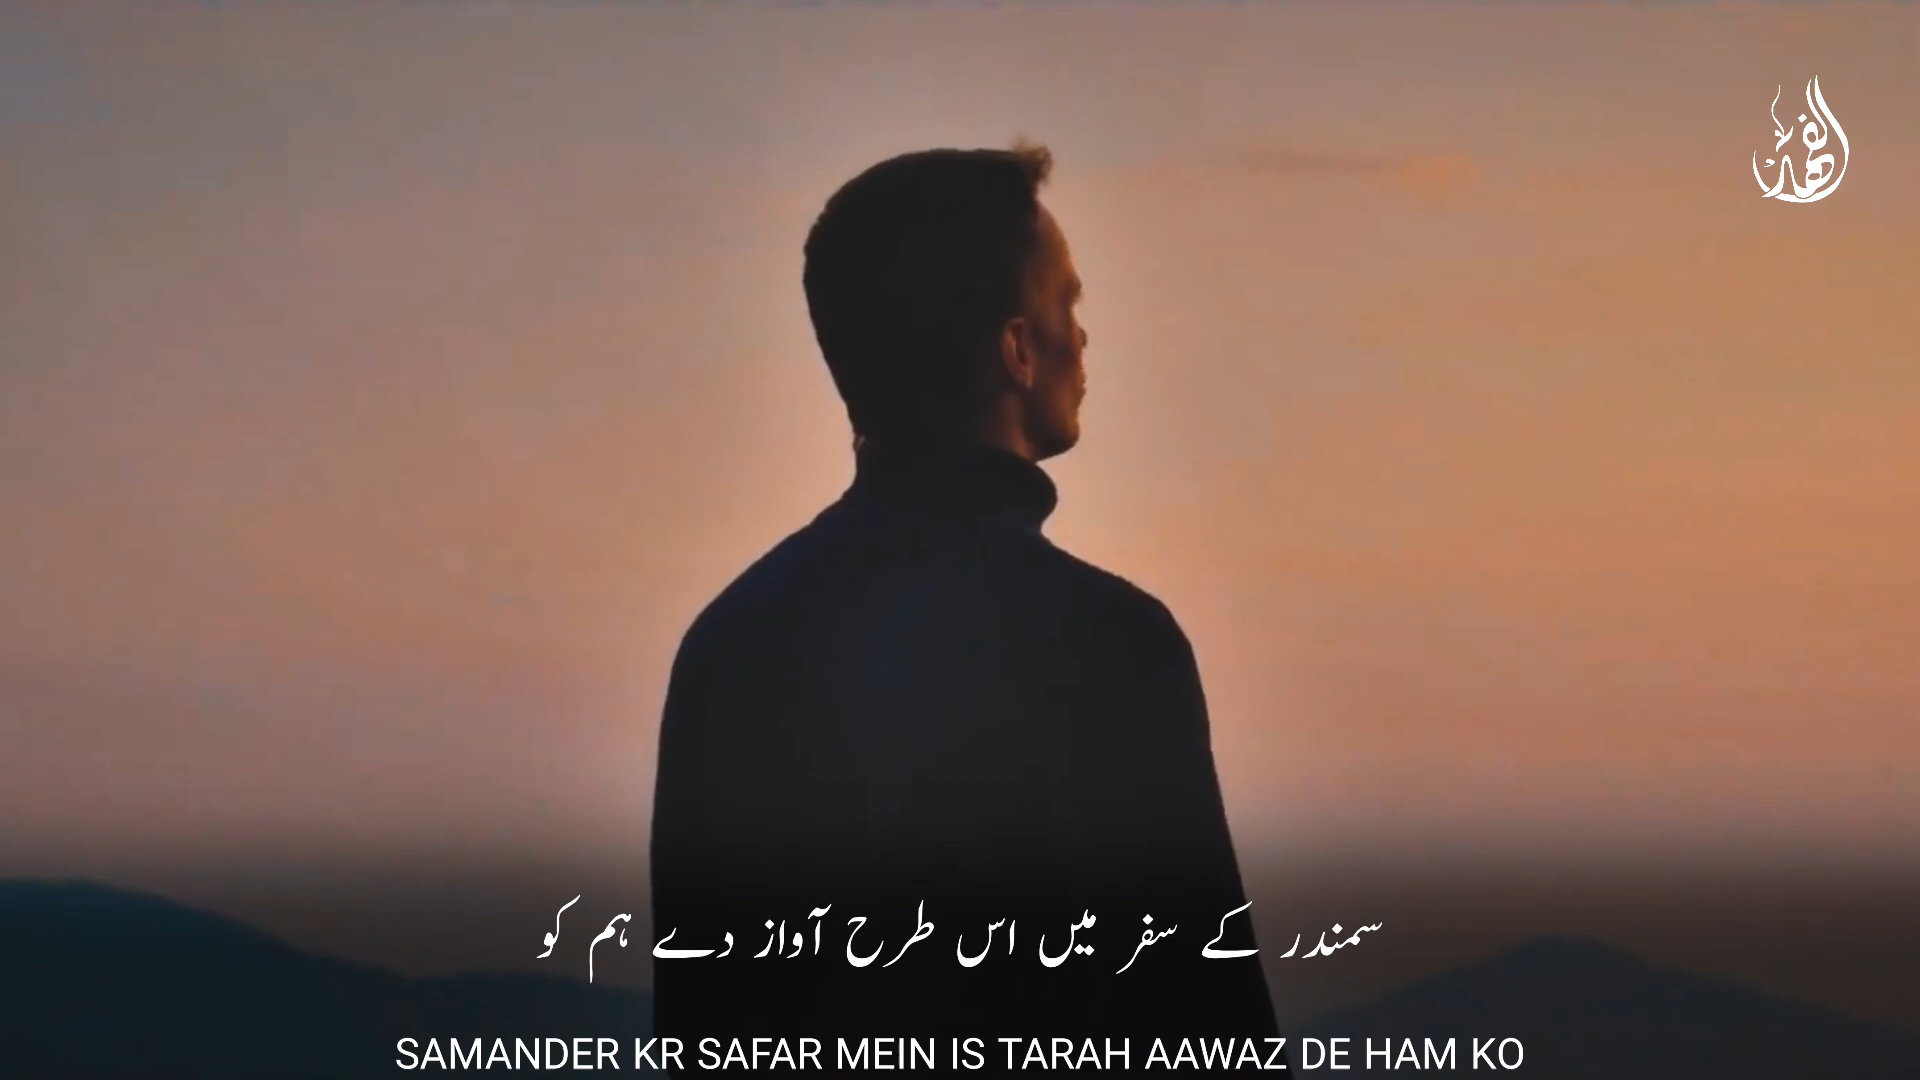 الفهد
سمندر کے سفر میں اس طرح آواز دے ہم کو
SAMANDER KR SAFAR MEIN IS TARAH AAWAZ DE HAM KO